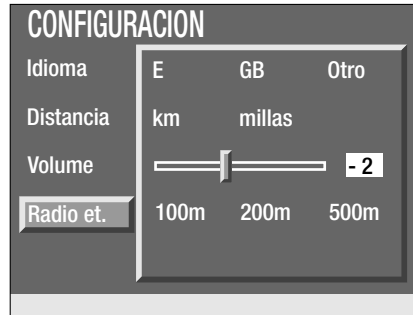 CONFIGURACION
Idioma E GB Otro
Distancia km millas
Volume - 2
Radio et. 100m 200m 500m